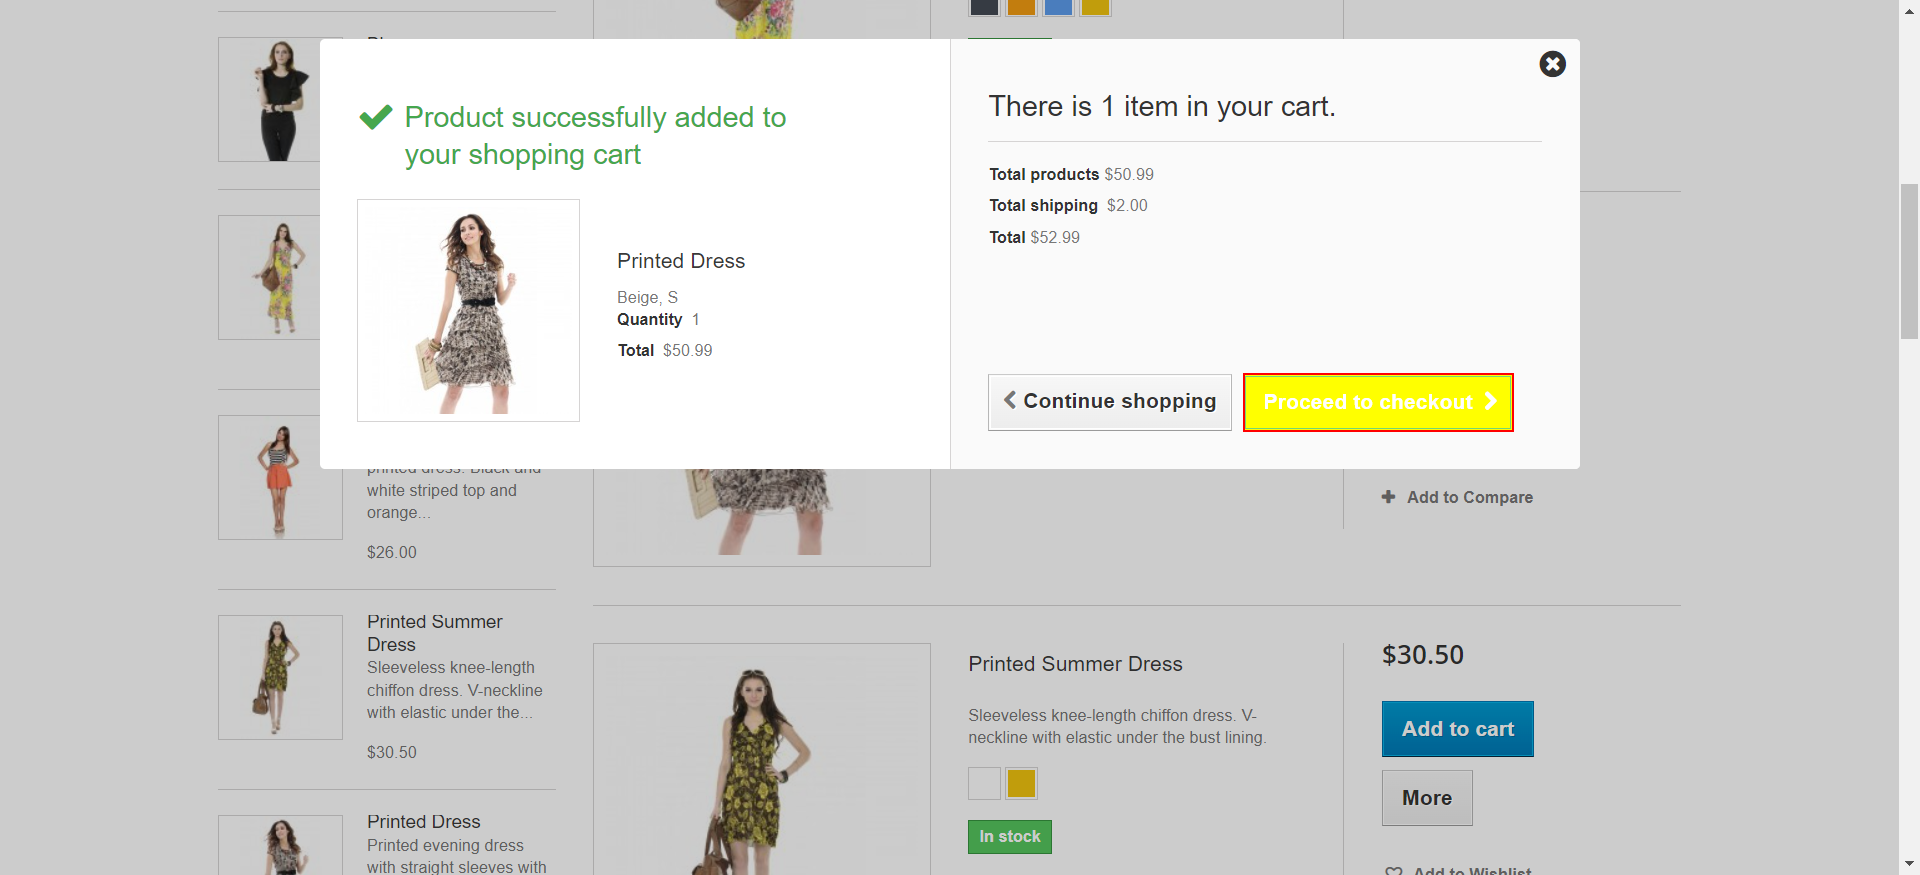 Product successfully added to
your shopping cart
Printed Dress
Beige, S
Quantity 1
Total $50.99
There is 1 item in your cart.
Total products $50.99
Total shipping $2.00
Total $52.99
Continue shopping
Proceed to checkout
white striped top and
orange...
$26.00
Printed Summer
Dress
Sleeveless knee-length
chiffon dress. V-neckline
with elastic under the...
$30.50
Printed Dress
Printed evening dress
with straight sleeves with
Add to Compare
Printed Summer Dress
Sleeveless knee-length chiffon dress. V-
neckline with elastic under the bust lining.
In stock
$30.50
Add to cart
More
Add to Wishlist